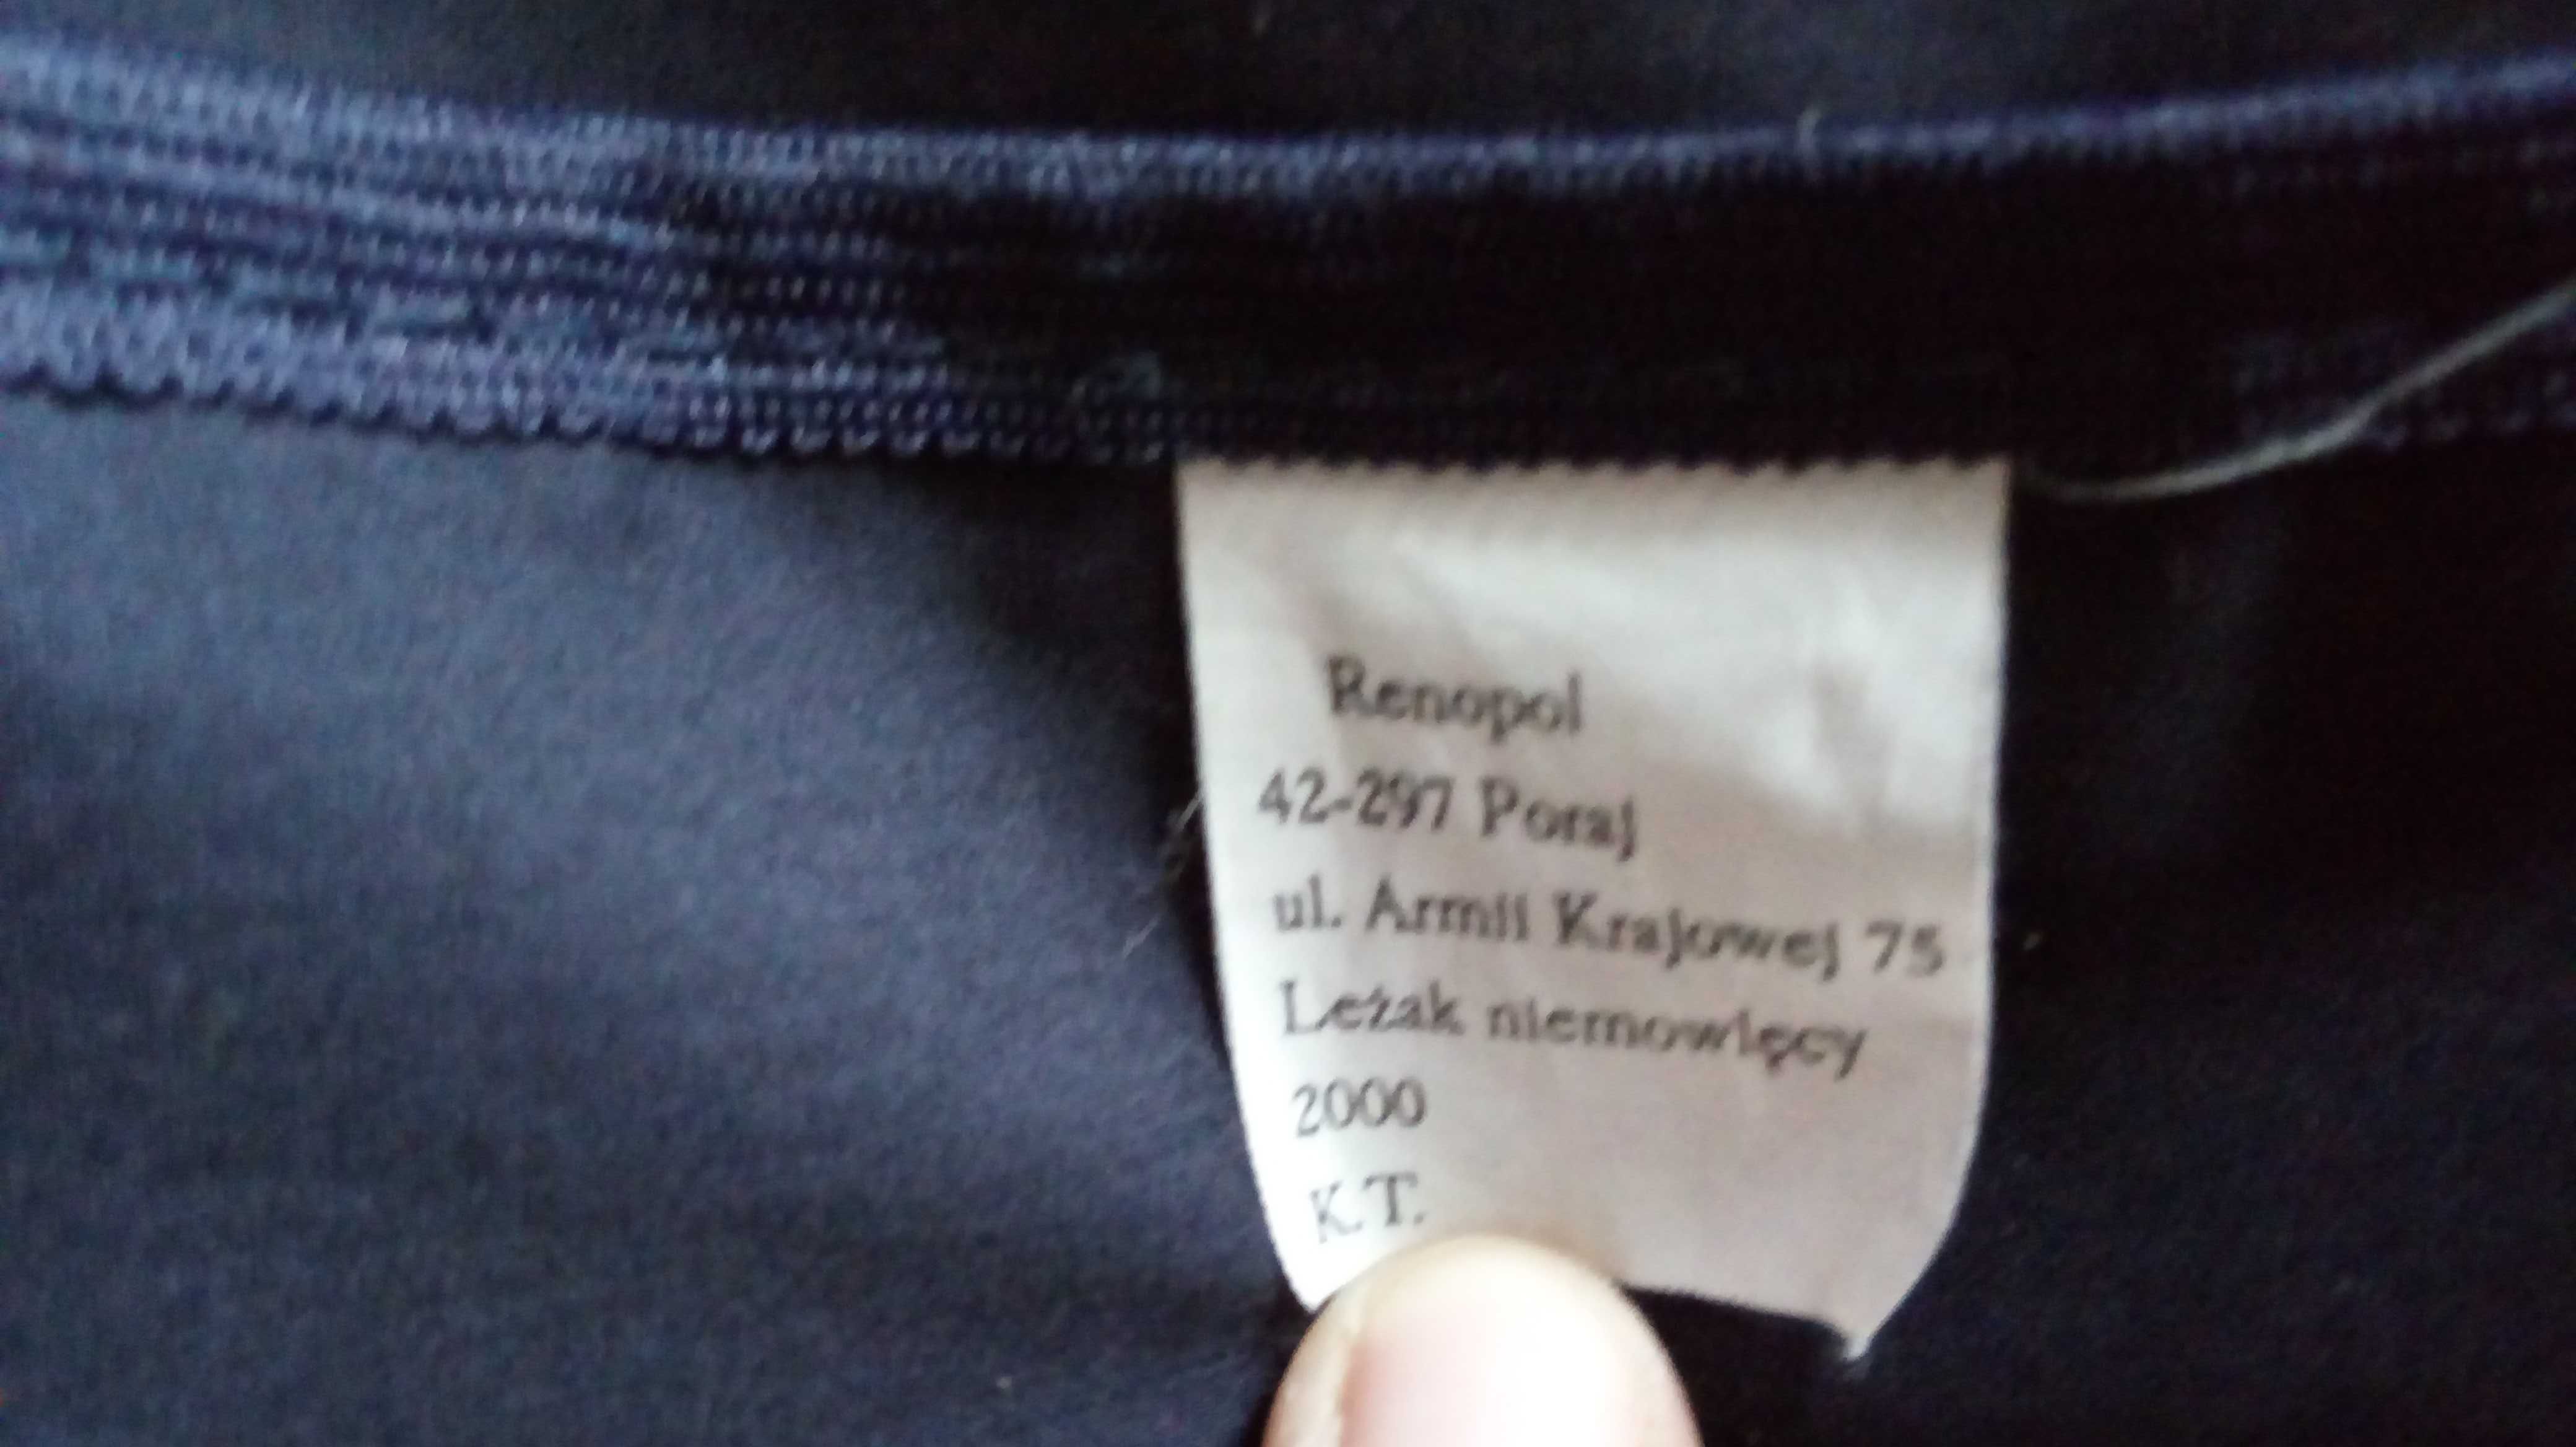 Renopol
42-297 Poraj
ul. Armii Krajowej 75
Leżak niemowlęcy
2000
K.T.